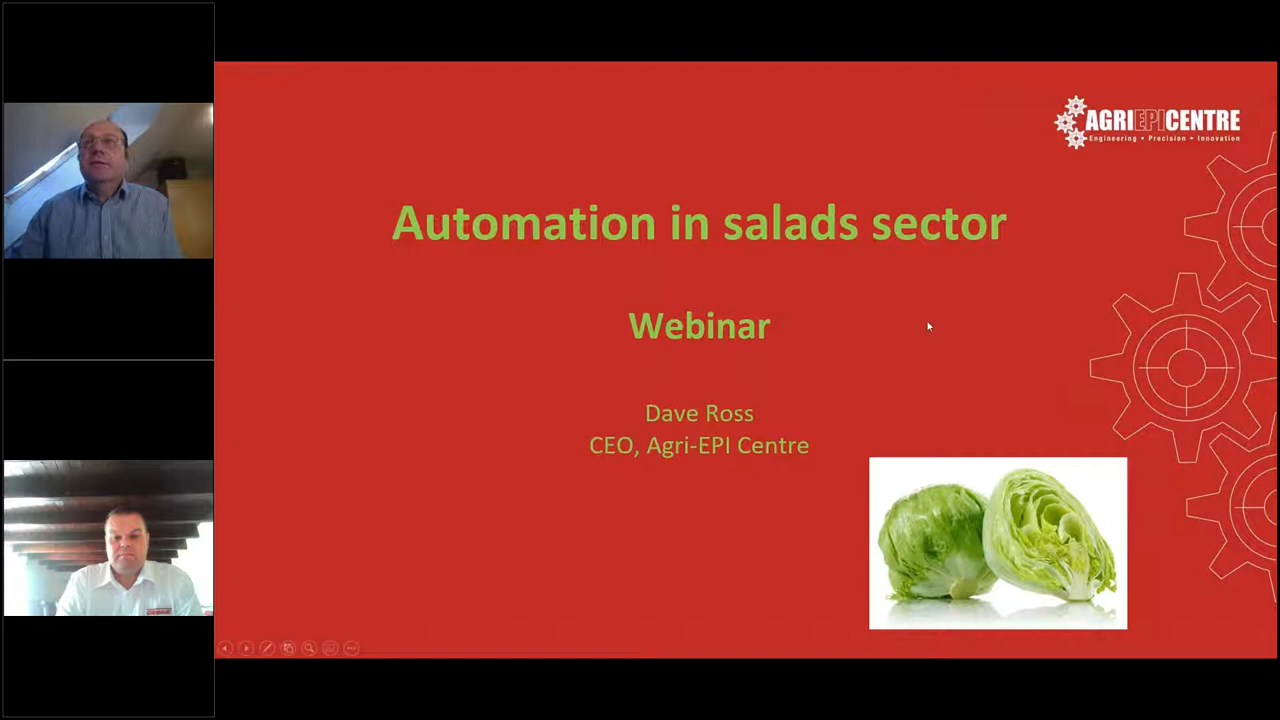 AGRIEPICENTRE
Engineering • Precision • Innovation
Automation in salads sector
Webinar
Dave Ross
CEO, Agri-EPI Centre